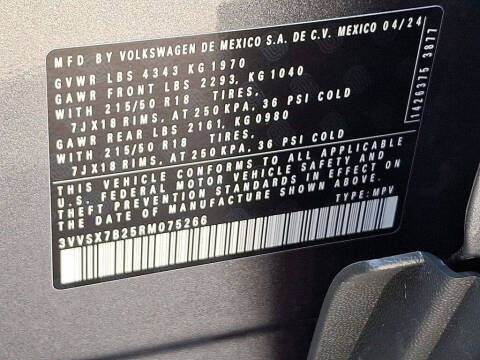 MFD BY VOLKSWAGEN DE MEXICO S.A. DE C.V. MEXICO 04/24
GVWR LBS 4343 KG 1970
GAWR FRONT LBS 2293, KG 1040
WITH 215/50 R18 TIRES.
7JX18 RIMS, AT 250 KPA, 36 PSI COLD
GAWR REAR LBS 2161, KG 0980
WITH 215/50 R18 TIRES.
7JX18 RIMS, AT 250 KPA, 36 PSI COLD
THIS VEHICLE CONFORMS TO ALL APPLICABLE
U.S. FEDERAL MOTOR VEHICLE SAFETY AND
THEFT PREVENTION STANDARDS IN EFFECT ON
THE DATE OF MANUFACTURE SHOWN ABOVE.
3VVSX7B25RM075266 TYPE: MPV
1426375 3877